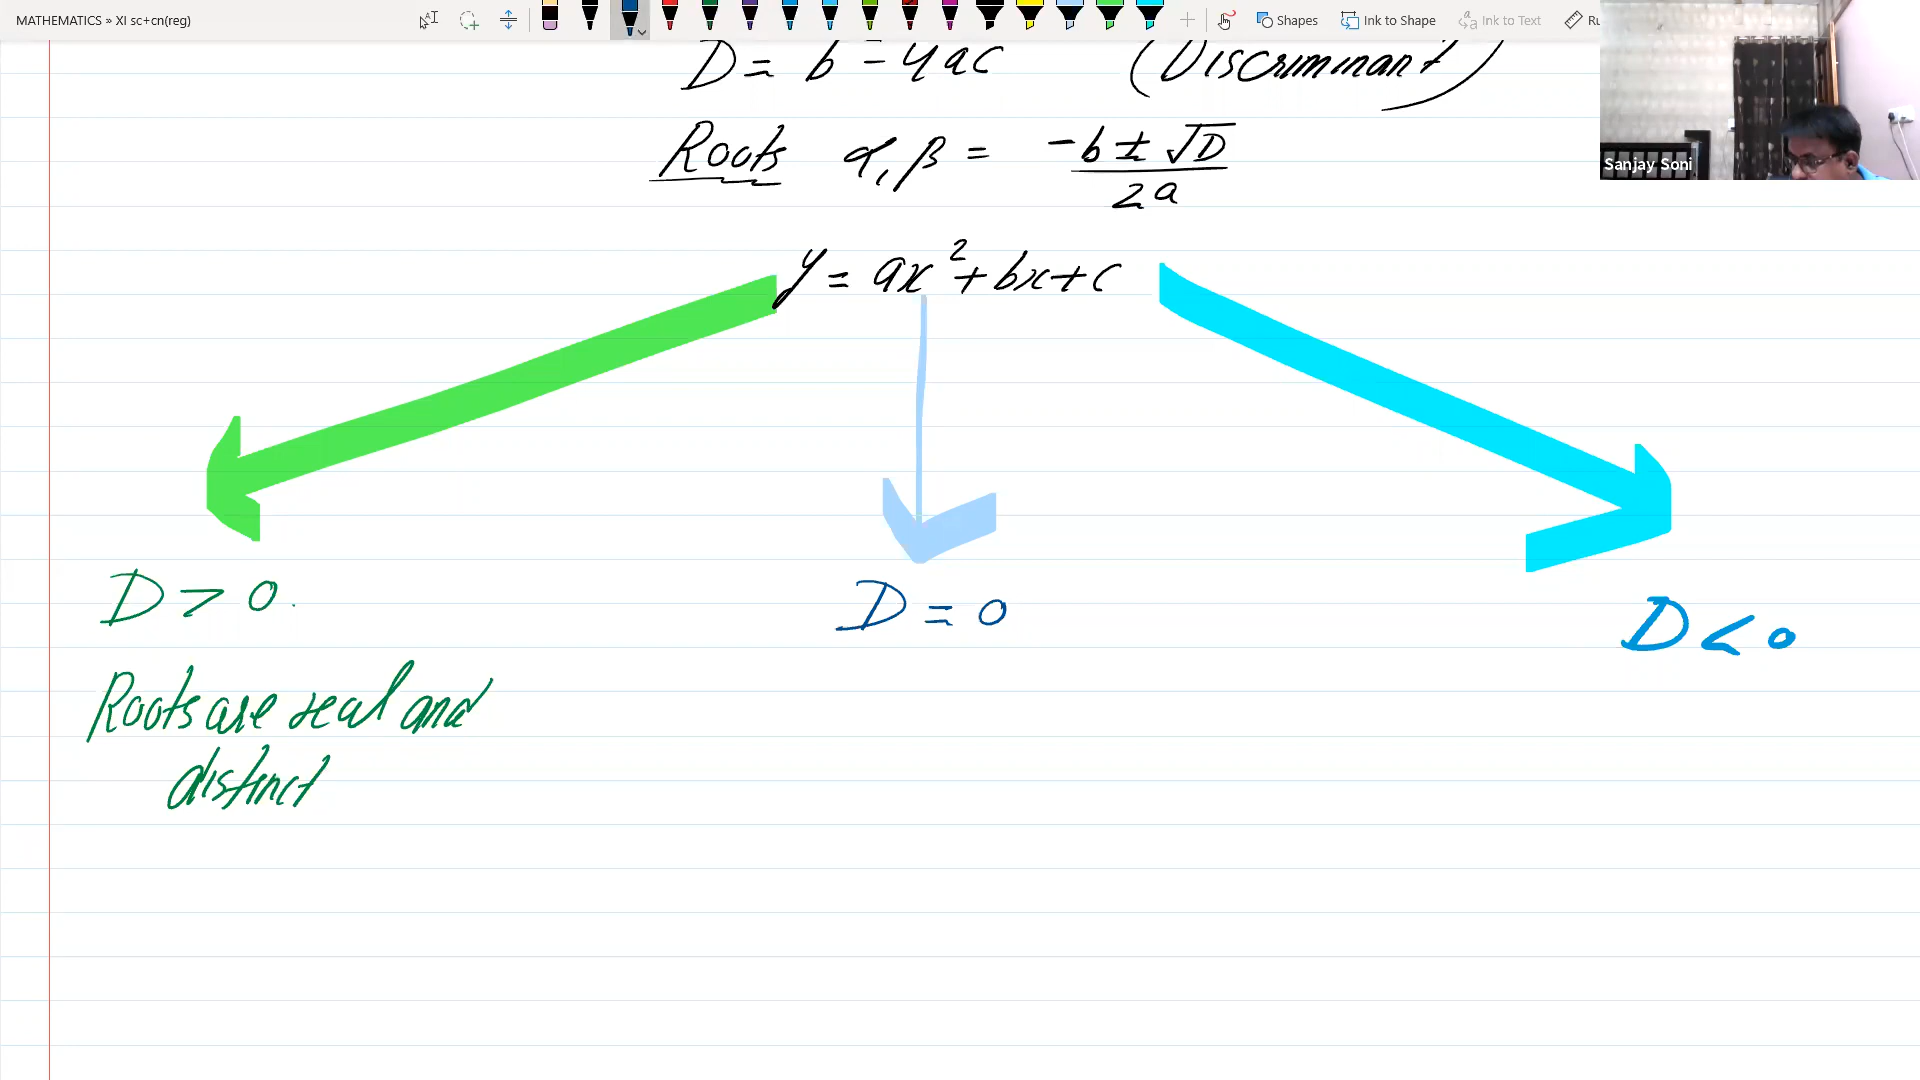 MATHEMATICS » XI sc+cn(reg)
Shapes
Ink to Shape
Ink to Text
Ru
Sanjay Soni
D = b - 4ac (Discriminant)
Roots α, β = -b ± √D / 2a
y = ax² + bx + c
D > 0.
D = 0
D < 0
Roots are real and
distinct